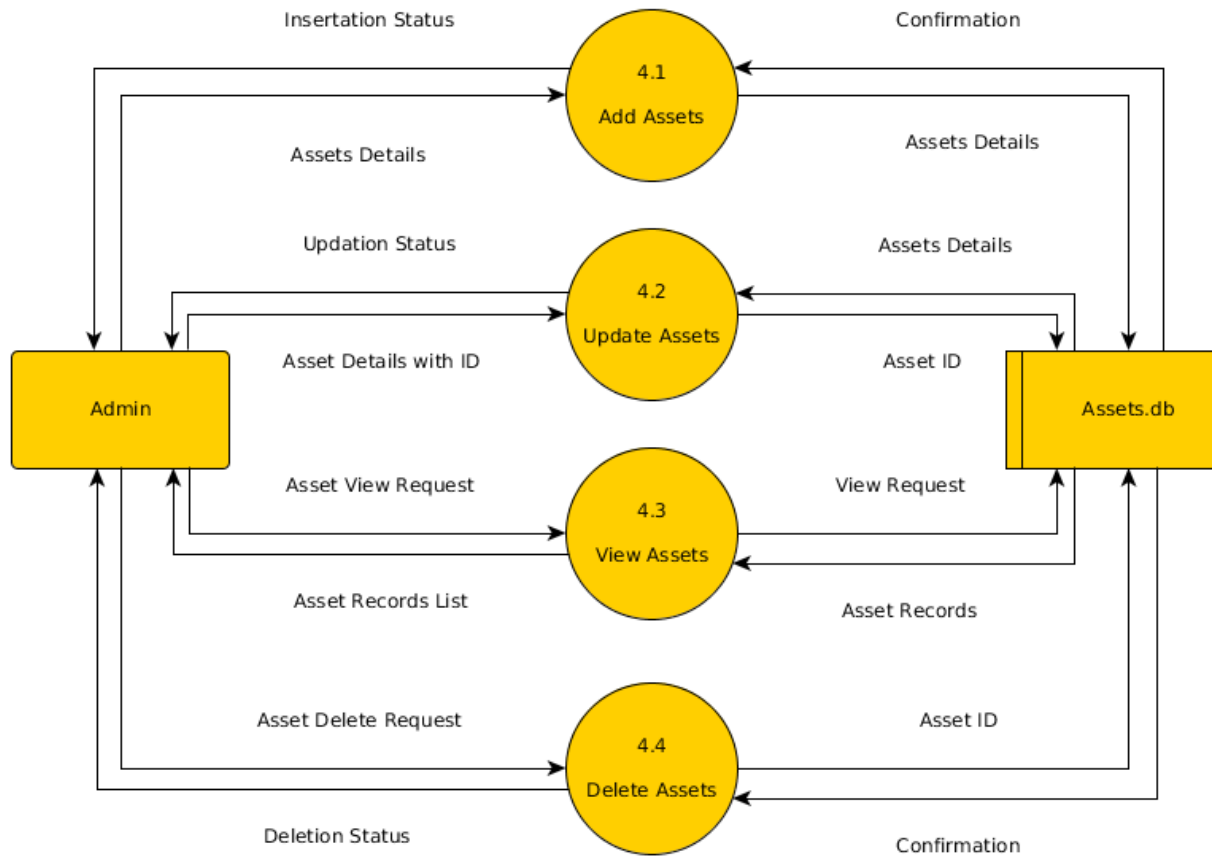 Insertation Status
Confirmation
4.1
Add Assets
Assets Details
Assets Details
Updation Status
Assets Details
4.2
Update Assets
Asset Details with ID
Asset ID
Admin
Assets.db
Asset View Request
View Request
4.3
View Assets
Asset Records List
Asset Records
Asset Delete Request
Asset ID
4.4
Delete Assets
Deletion Status
Confirmation